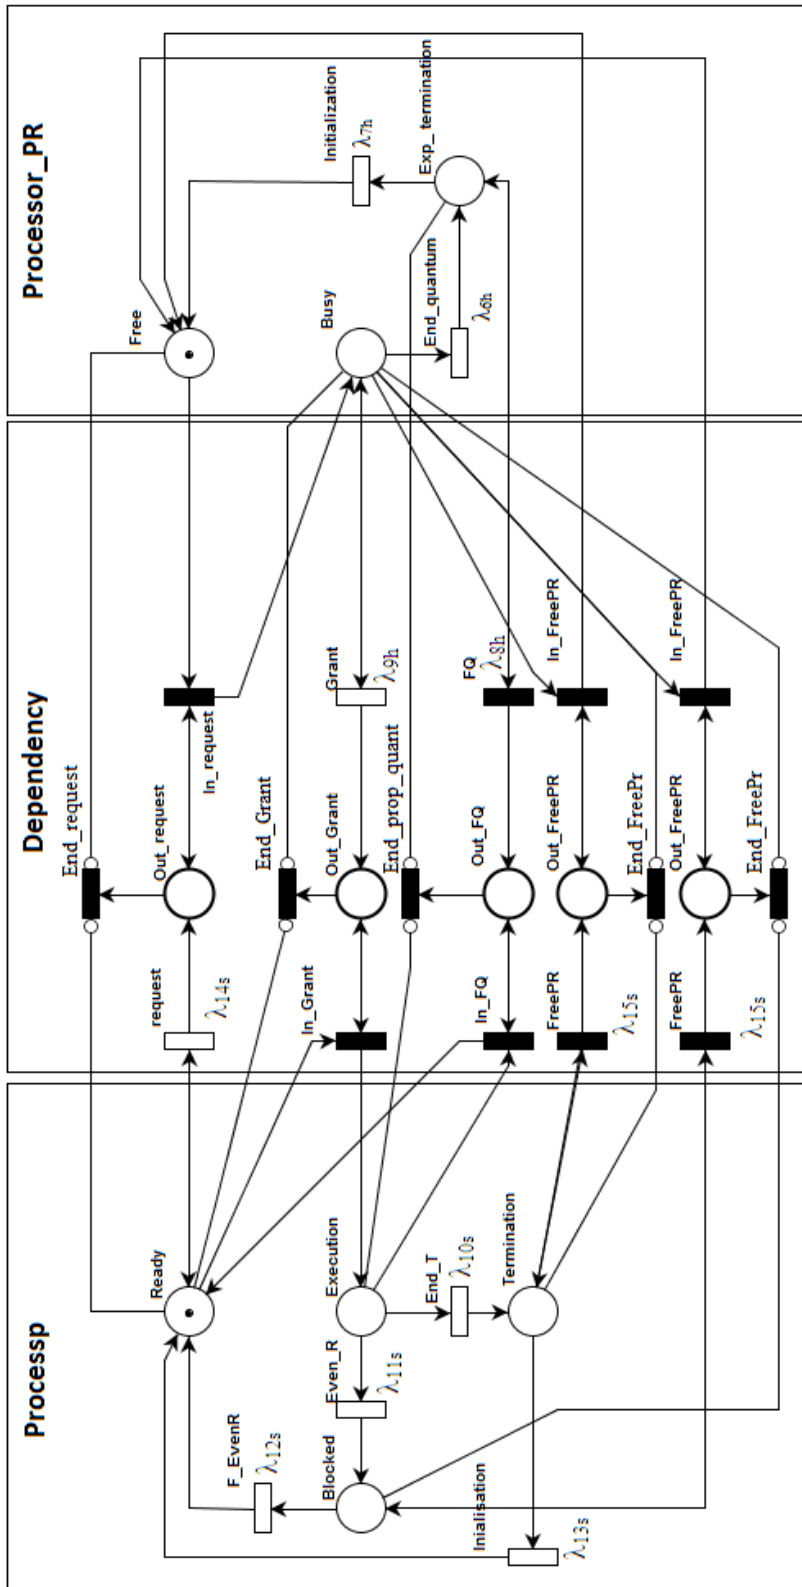 Processp
Dependency
Processor_PR
End_request
Ready
request
λ14s
Out_request
In_request
Free
Initialization
λ7h
F_EvenR
λ12s
End_Grant
Blocked
Even_R
λ11s
Execution
In_Grant
Out_Grant
Grant
λ9h
Busy
End_quantum
λ6h
Exp_termination
End_T
λ10s
End_prop_quant
In_FQ
Out_FQ
FQ
λ8h
Inialisation
λ13s
Termination
FreePR
λ15s
Out_FreePR
In_FreePR
End_FreePr
FreePR
λ15s
Out_FreePR
In_FreePR
End_FreePr